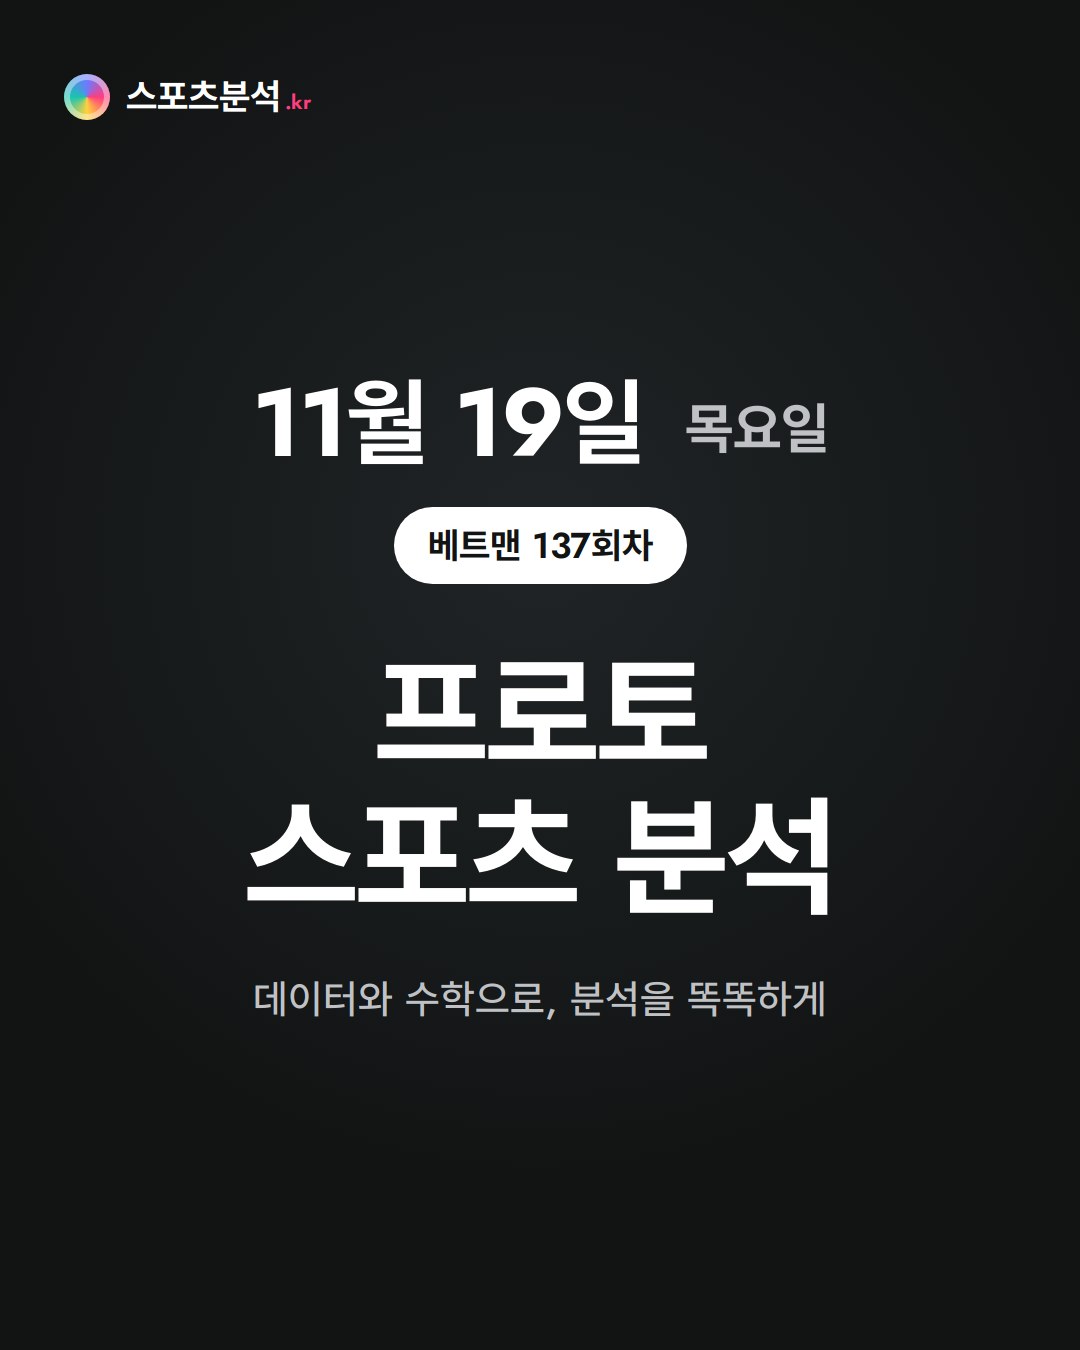 스포츠분석.kr
11월 19일 목요일
베트맨 137회차
프로토
스포츠 분석
데이터와 수학으로, 분석을 똑똑하게